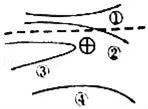 ①
⊕ ②
③
④